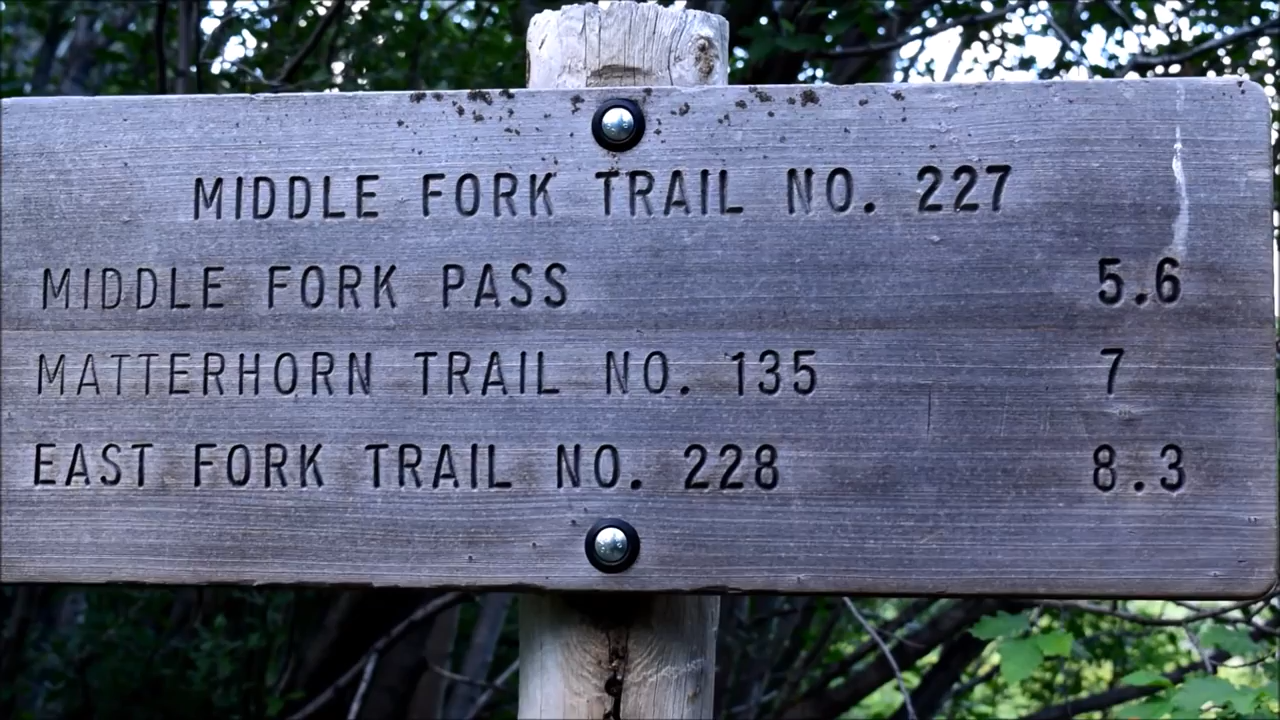 MIDDLE FORK TRAIL NO. 227
MIDDLE FORK PASS 5.6
MATTERHORN TRAIL NO. 135 7
EAST FORK TRAIL NO. 228 8.3